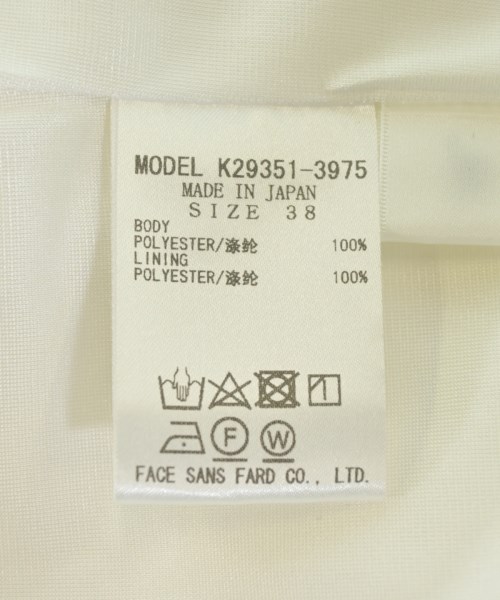 MODEL K29351-3975
MADE IN JAPAN
SIZE 38
BODY
POLYESTER/涤纶 100%
LINING
POLYESTER/涤纶 100%
F W
FACE SANS FARD CO., LTD.